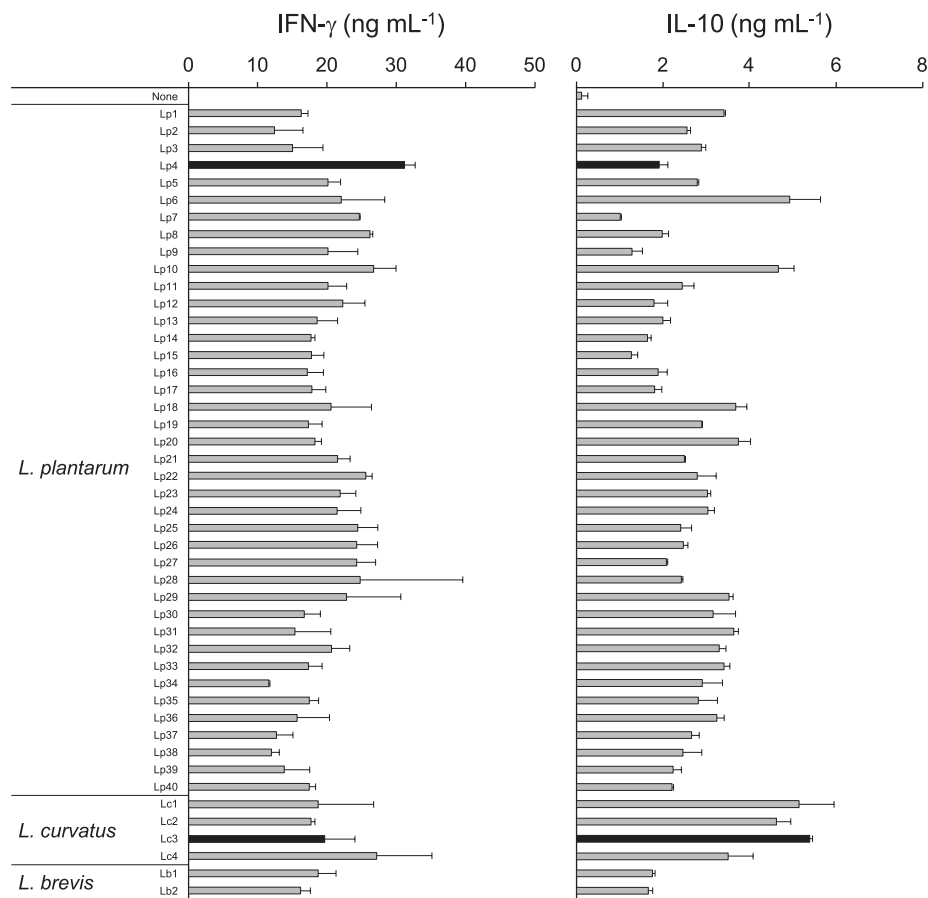 IFN-γ (ng mL⁻¹) IL-10 (ng mL⁻¹)
0 10 20 30 40 50 0 2 4 6 8
None
Lp1
Lp2
Lp3
Lp4
Lp5
Lp6
Lp7
Lp8
Lp9
Lp10
Lp11
Lp12
Lp13
Lp14
Lp15
Lp16
Lp17
Lp18
Lp19
Lp20
L. plantarum Lp21
Lp22
Lp23
Lp24
Lp25
Lp26
Lp27
Lp28
Lp29
Lp30
Lp31
Lp32
Lp33
Lp34
Lp35
Lp36
Lp37
Lp38
Lp39
Lp40
Lc1
Lc2
L. curvatus Lc3
Lc4
Lb1
L. brevis Lb2